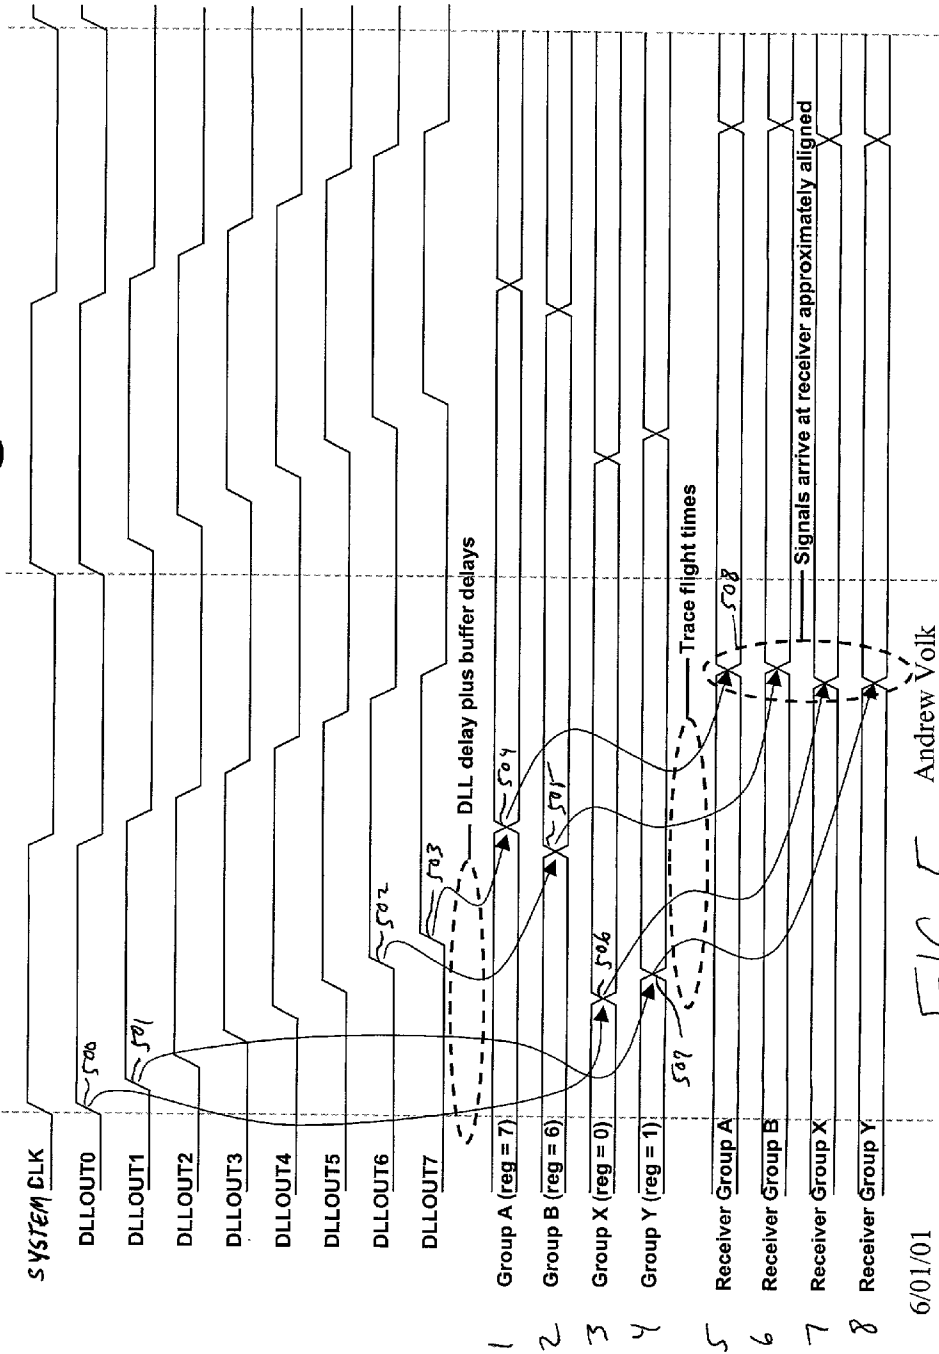 SYSTEM CLK
DLLOUT0
500
DLLOUT1
501
DLLOUT2
DLLOUT3
DLLOUT4
DLLOUT5
DLLOUT6
502
DLLOUT7
503
DLL delay plus buffer delays
1 Group A (reg = 7)
504
2 Group B (reg = 6)
505
3 Group X (reg = 0)
506
4 Group Y (reg = 1)
507
Trace flight times
5 Receiver Group A
508
6 Receiver Group B
Signals arrive at receiver approximately aligned
7 Receiver Group X
8 Receiver Group Y
6/01/01
Andrew Volk